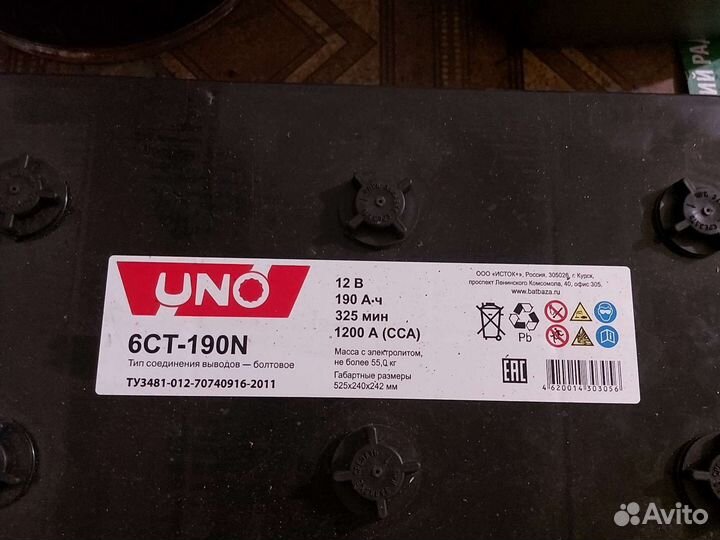 UNO
6СТ-190N
Тип соединения выводов — болтовое
ТУ3481-012-70740916-2011
12 В
190 А·ч
325 мин
1200 А (ССА)
Масса с электролитом,
не более 55,0 кг
Габаритные размеры
525х240х242 мм
ООО «ИСТОК+», Россия, 305026, г. Курск,
проспект Ленинского Комсомола, 40, офис 305.
www.batbaza.ru
Pb
EAC
4620014303056
Avito